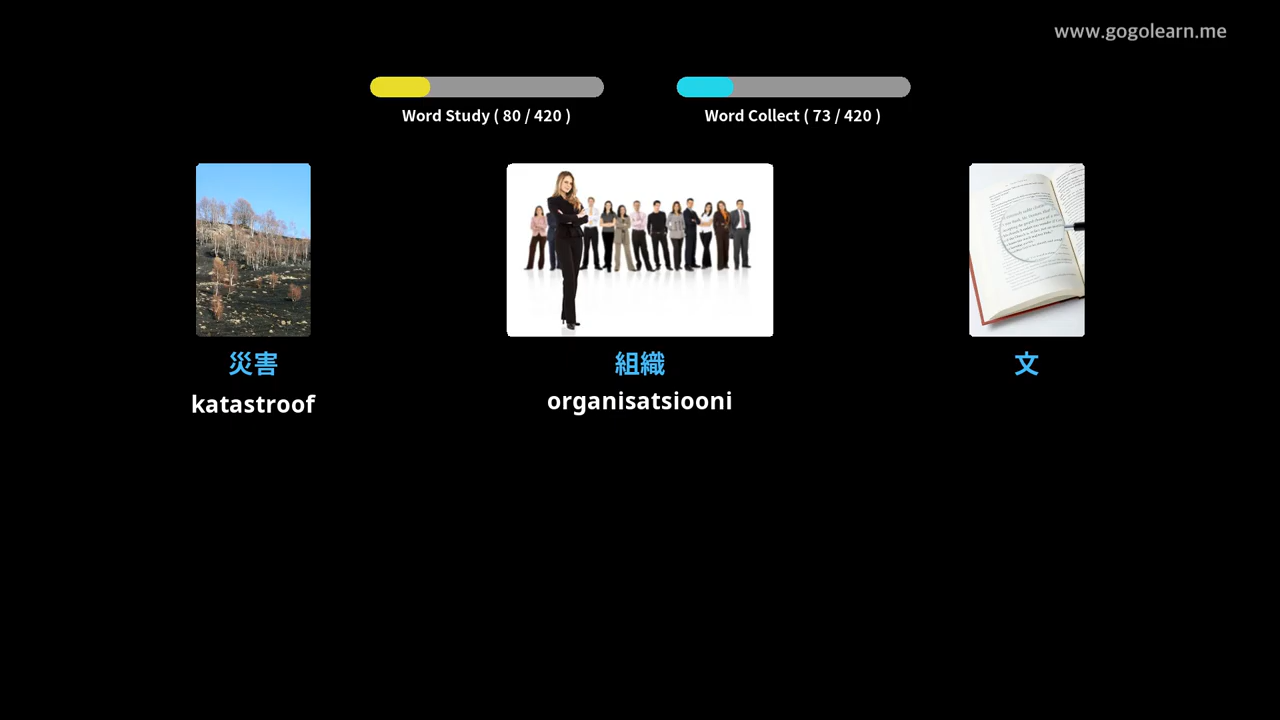 www.gogolearn.me
Word Study ( 80 / 420 )
Word Collect ( 73 / 420 )
災害
組織
文
katastroof
organisatsiooni